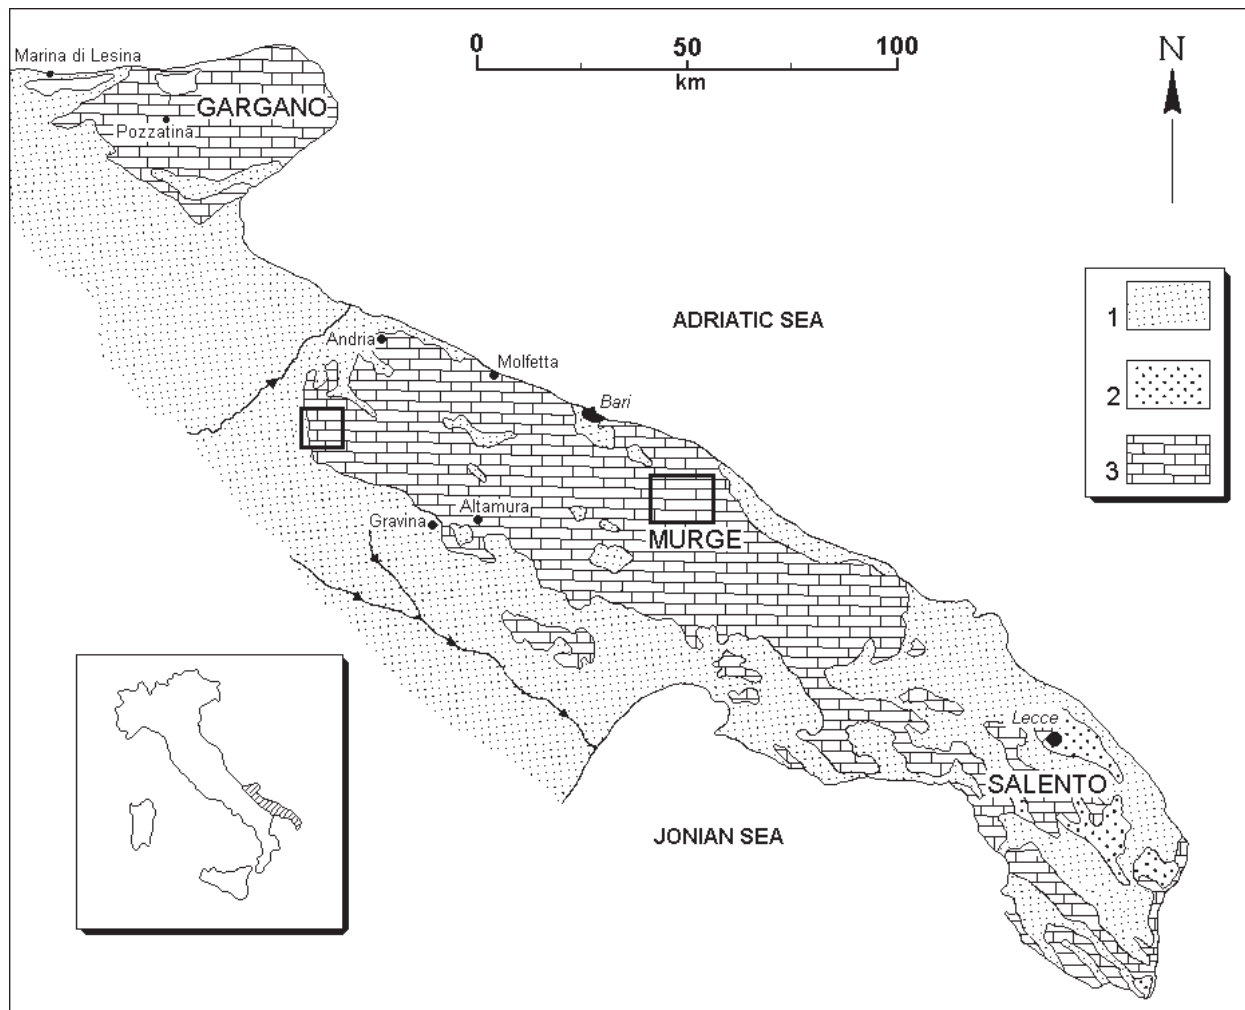 0 50 100
km
N
Marina di Lesina
GARGANO
Pozzatina
ADRIATIC SEA
1
2
3
Andria
Molfetta
Bari
Altamura
Gravina
MURGE
Lecce
SALENTO
JONIAN SEA